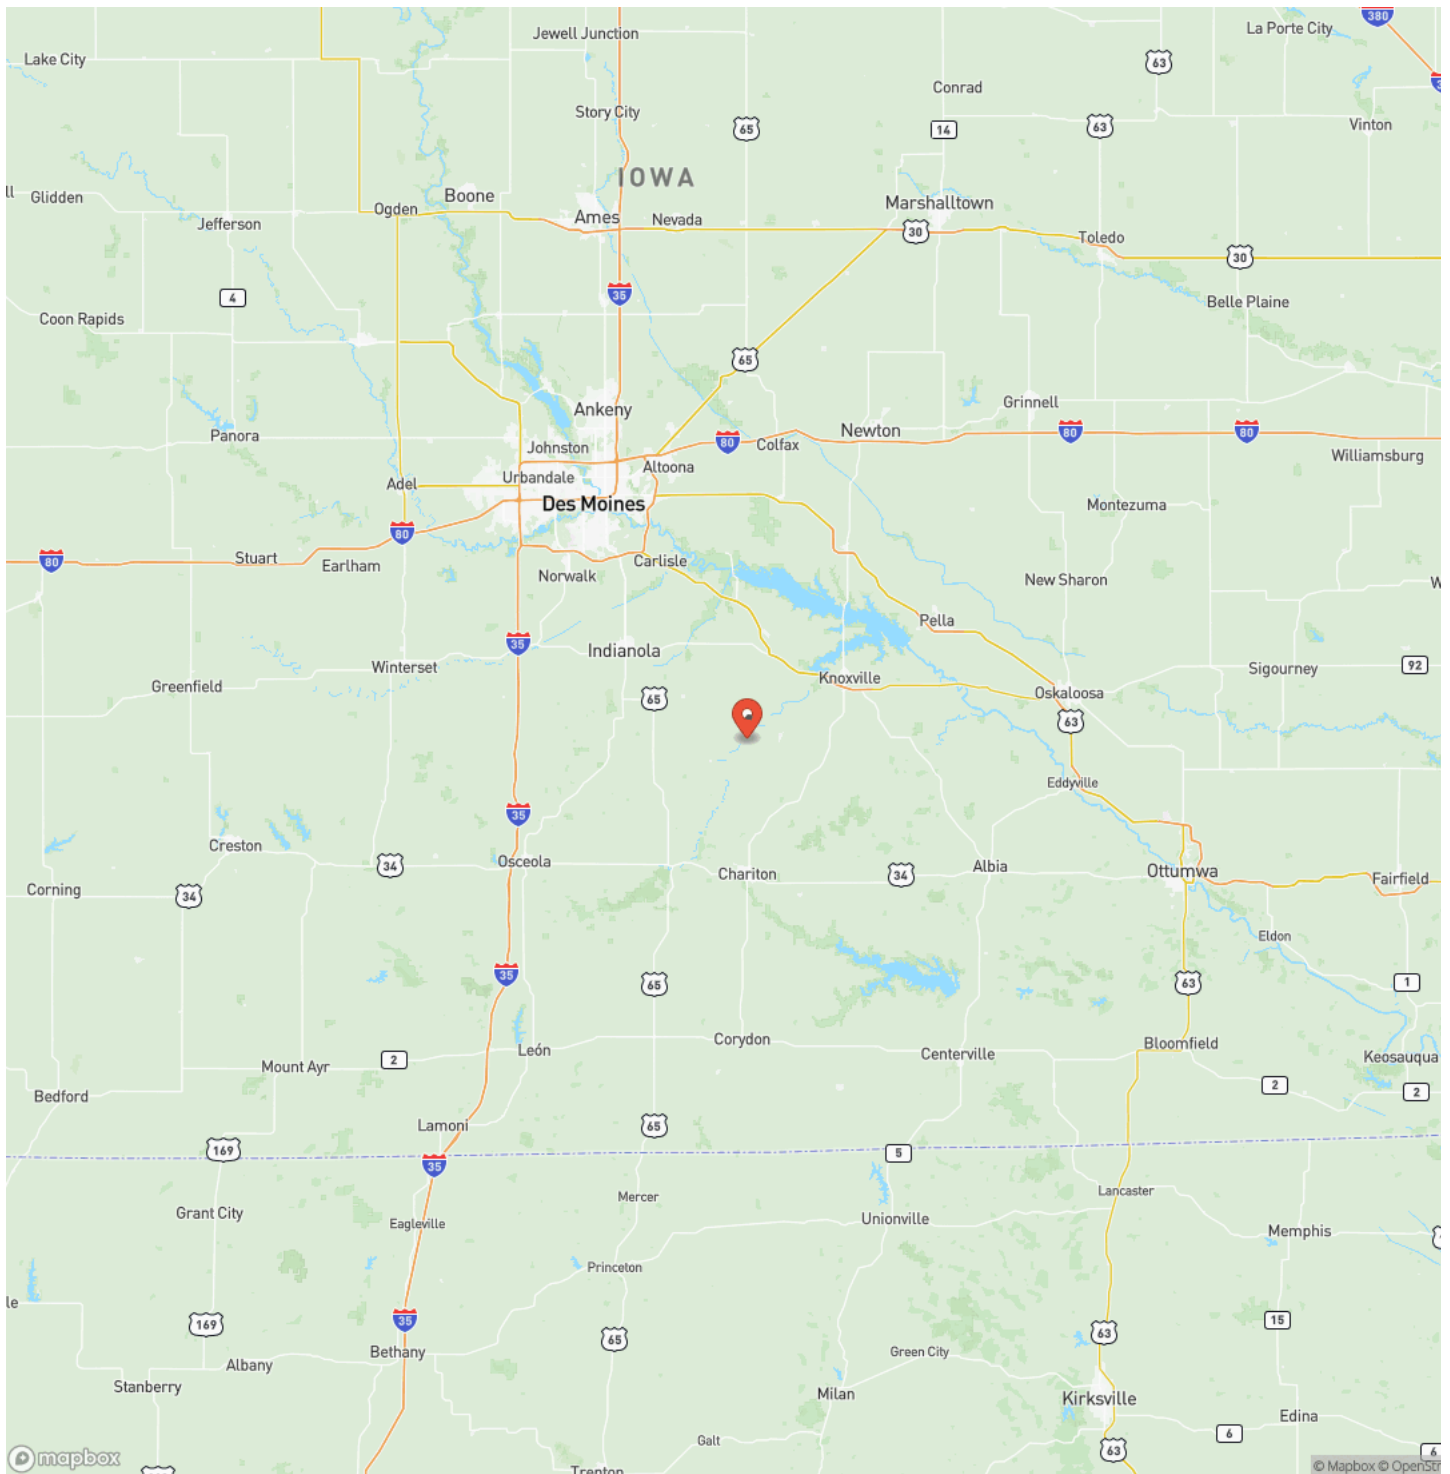 380
La Porte City
Jewell Junction
Lake City
63
3
Conrad
Story City
65
14
63
Vinton
IOWA
ll
Glidden
Boone
Ogden
Marshalltown
Jefferson
Ames
Nevada
30
Toledo
30
4
35
Belle Plaine
Coon Rapids
65
Grinnell
Ankeny
Newton
80
80
Panora
80
Colfax
Johnston
Williamsburg
Altoona
Urbandale
Adel
Des Moines
Montezuma
80
80
Stuart
Earlham
Carlisle
Norwalk
New Sharon
W
Pella
35
Indianola
Winterset
92
Sigourney
Greenfield
Knoxville
Oskaloosa
65
63
Eddyville
35
Creston
34
Osceola
Chariton
34
Albia
Ottumwa
Corning
34
Fairfield
Eldon
35
65
63
1
Corydon
León
Bloomfield
Centerville
2
Mount Ayr
Keosauqua
2
2
Bedford
Lamoni
65
169
35
5
Lancaster
Mercer
Grant City
Eagleville
Unionville
Memphis
Princeton
le
169
35
15
65
63
Bethany
Green City
Albany
Stanberry
Milan
Kirksville
Edina
6
Galt
63
6
mapbox
Trenton
© Mapbox © OpenStr